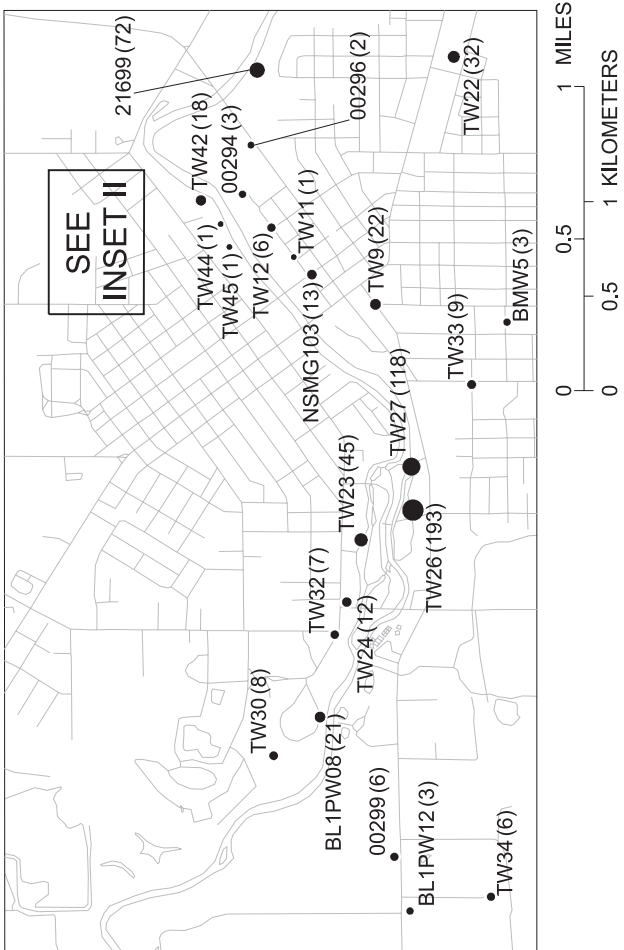 SEE
INSET II
21699 (72)
00296 (2)
TW42 (18)
00294 (3)
TW22 (32)
TW44 (1)
TW45 (1)
TW12 (6)
TW11 (1)
NSMG103 (13)
TW9 (22)
BMW5 (3)
TW33 (9)
TW27 (118)
TW23 (45)
TW26 (193)
TW32 (7)
TW24 (12)
TW30 (8)
BL1PW08 (21)
00299 (6)
BL1PW12 (3)
TW34 (6)
0 0.5 1 MILES
0 0.5 1 KILOMETERS